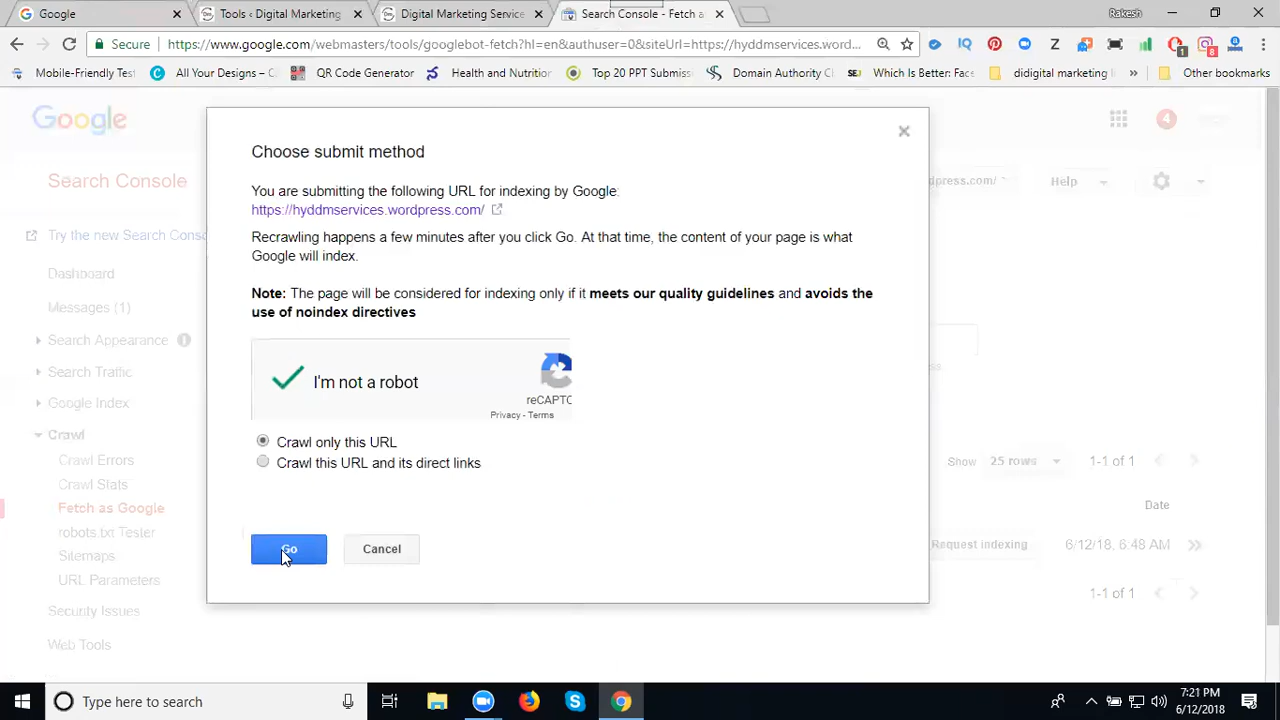 Google
Tools ‹ Digital Marketing
Digital Marketing Service
Search Console - Fetch a
Rakesh
Secure
https://www.google.com/webmasters/tools/googlebot-fetch?hl=en&authuser=0&siteUrl=https://hyddmservices.word...
Mobile-Friendly Test
All Your Designs – C
QR Code Generator
Health and Nutrition
Top 20 PPT Submiss
Domain Authority C
Which Is Better: Fac
didigital marketing
Other bookmarks
Google
4
Search Console
dpress.com/
Help
Try the new Search Conso
Dashboard
Messages (1)
Search Appearance
Search Traffic
Google Index
Crawl
Crawl Errors
Crawl Stats
Fetch as Google
robots.txt Tester
Sitemaps
URL Parameters
Security Issues
Web Tools
Choose submit method
You are submitting the following URL for indexing by Google:
https://hyddmservices.wordpress.com/
Recrawling happens a few minutes after you click Go. At that time, the content of your page is what
Google will index.
Note: The page will be considered for indexing only if it meets our quality guidelines and avoids the
use of noindex directives
I'm not a robot
reCAPTC
Privacy - Terms
Crawl only this URL
Crawl this URL and its direct links
Go
Cancel
Show 25 rows 1-1 of 1
Date
Request indexing 6/12/18, 6:48 AM
1-1 of 1
Type here to search
7:21 PM
6/12/2018